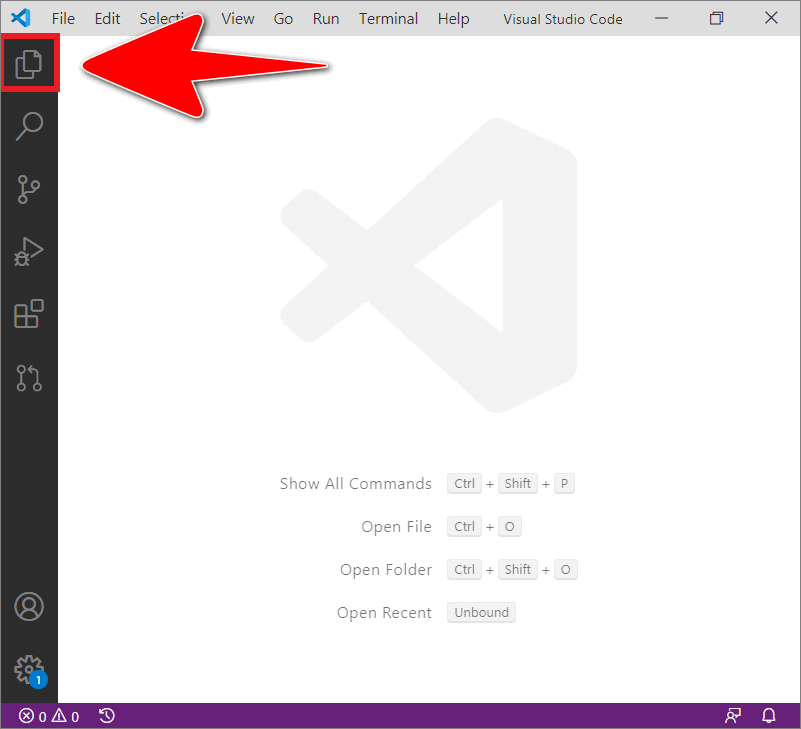 File Edit Selecti View Go Run Terminal Help Visual Studio Code
Show All Commands Ctrl + Shift + P
Open File Ctrl + O
Open Folder Ctrl + Shift + O
Open Recent Unbound
1
0 0